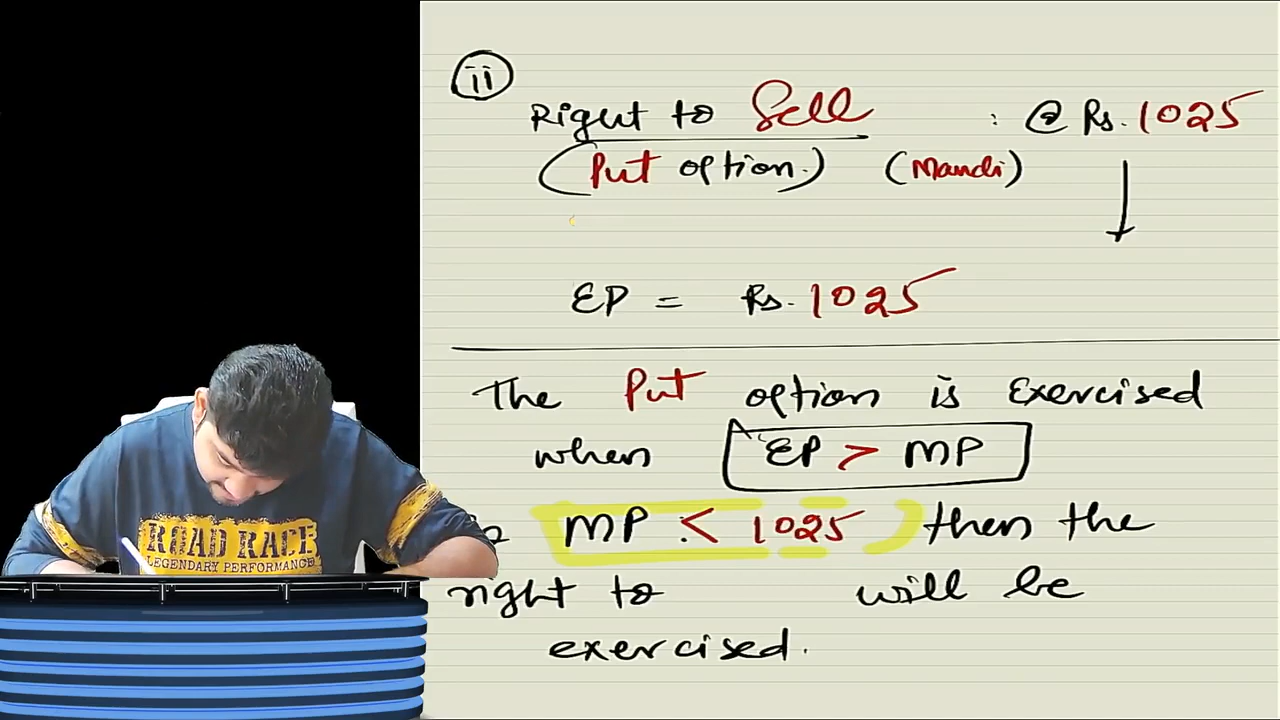 ii
Right to Sell : @ Rs. 1025
(Put option.) (Mandi)
EP = Rs. 1025
The Put option is Exercised
when EP > MP
MP < 1025 then the
right to will be
exercised.
ROAD RACE
LEGENDARY PERFORMANCE